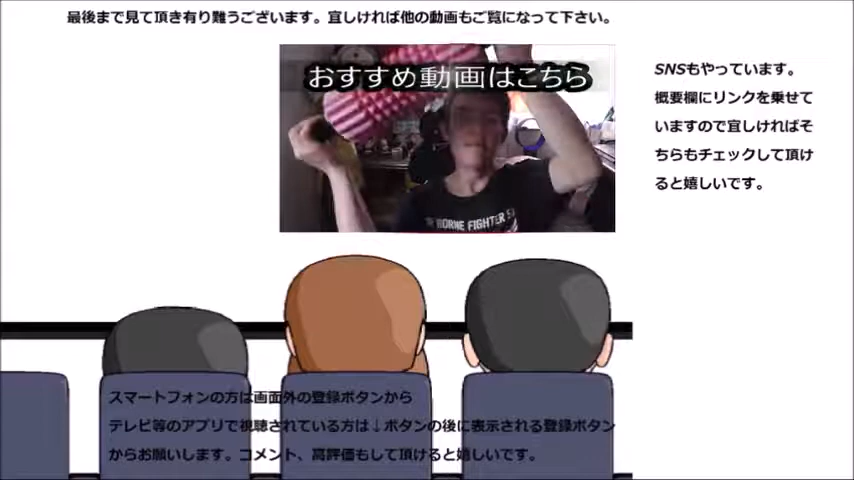 最後まで見て頂き有り難うございます。宜しければ他の動画もご覧になって下さい。
おすすめ動画はこちら
SNSもやっています。
概要欄にリンクを乗せて
いますので宜しければそ
ちらもチェックして頂け
ると嬉しいです。
FIGHTER
スマートフォンの方は画面外の登録ボタンから
テレビ等のアプリで視聴されている方は↓ボタンの後に表示される登録ボタン
からお願いします。コメント、高評価もして頂けると嬉しいです。